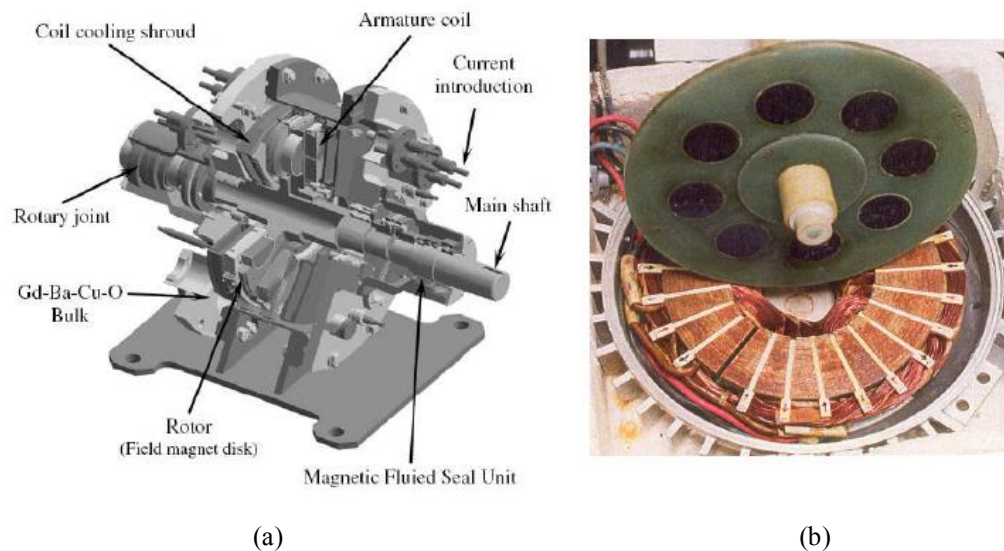 Armature coil
Coil cooling shroud
Current
introduction
Rotary joint
Main shaft
Gd-Ba-Cu-O
Bulk
Rotor
(Field magnet disk)
Magnetic Fluied Seal Unit
(a)
(b)